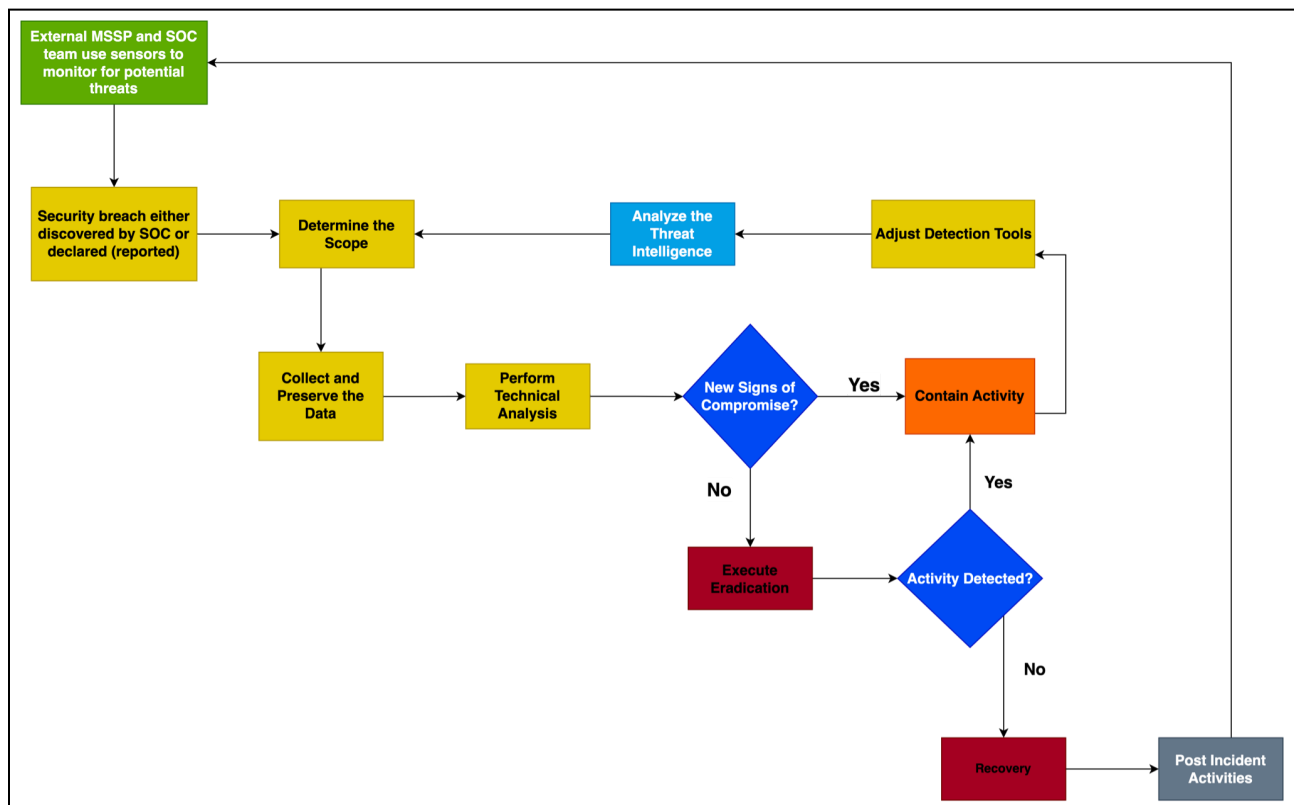 External MSSP and SOC
team use sensors to
monitor for potential
threats
Security breach either
discovered by SOC or
declared (reported)
Determine the
Scope
Analyze the
Threat
Intelligence
Adjust Detection Tools
Collect and
Preserve the
Data
Perform
Technical
Analysis
New Signs of
Compromise?
Yes
Contain Activity
No
Yes
Execute
Eradication
Activity Detected?
No
Recovery
Post Incident
Activities